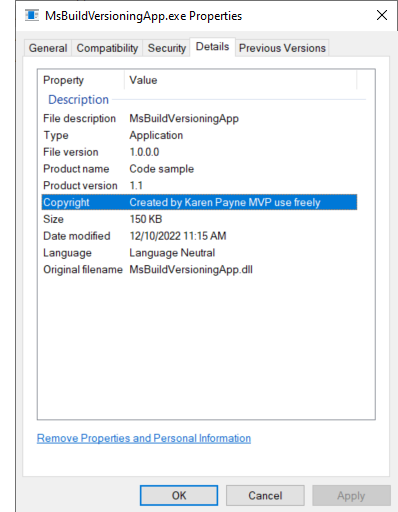 MsBuildVersioningApp.exe Properties
General Compatibility Security Details Previous Versions
Property Value
Description
File description MsBuildVersioningApp
Type Application
File version 1.0.0.0
Product name Code sample
Product version 1.1
Copyright Created by Karen Payne MVP use freely
Size 150 KB
Date modified 12/10/2022 11:15 AM
Language Language Neutral
Original filename MsBuildVersioningApp.dll
Remove Properties and Personal Information
OK Cancel Apply